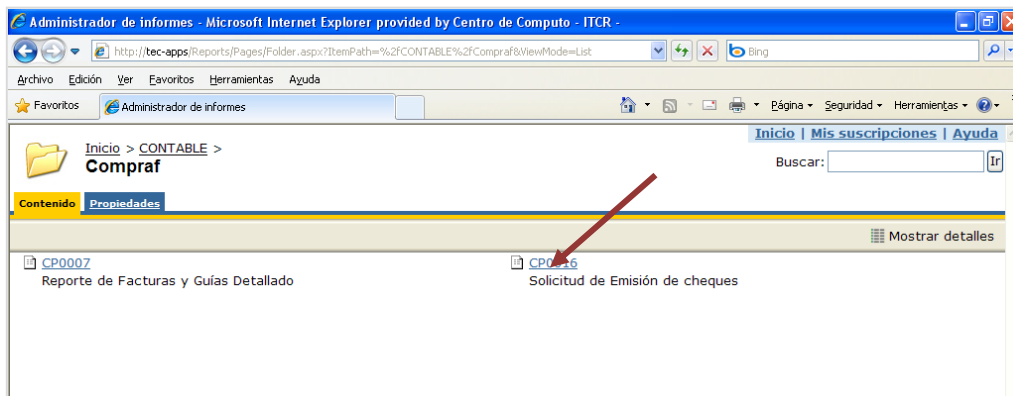 Administrador de informes - Microsoft Internet Explorer provided by Centro de Computo - ITCR -
http://tec-apps/Reports/Pages/Folder.aspx?ItemPath=%2fCONTABLE%2fCompraf&ViewMode=List
Bing
Archivo Edición Ver Favoritos Herramientas Ayuda
Favoritos Administrador de informes Página Seguridad Herramientas
Inicio | Mis suscripciones | Ayuda
Inicio > CONTABLE >
Compraf
Buscar: Ir
Contenido Propiedades
Mostrar detalles
CP0007 CP0016
Reporte de Facturas y Guías Detallado Solicitud de Emisión de cheques